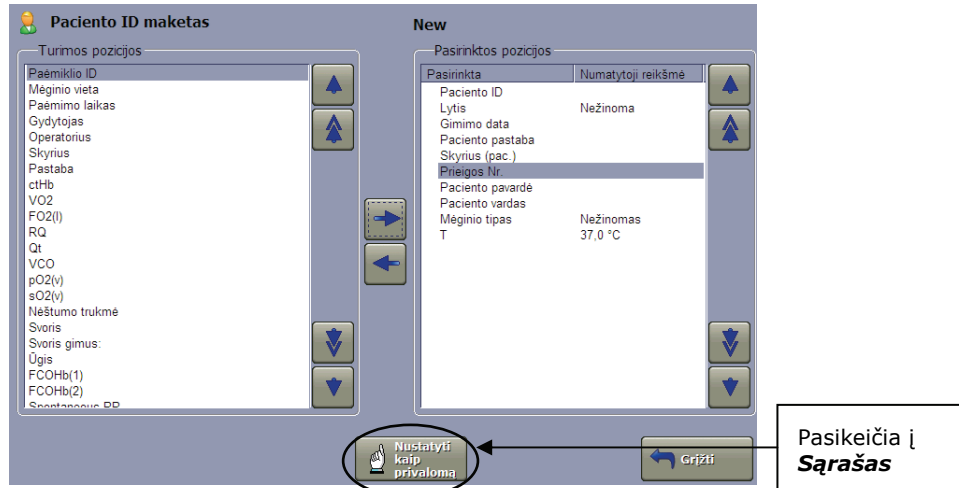 Paciento ID maketas
New
Turimos pozicijos
Paėmiklio ID
Mėginio vieta
Paėmimo laikas
Gydytojas
Operatorius
Skyrius
Pastaba
ctHb
VO2
FO2(I)
RQ
Qt
VCO
pO2(v)
sO2(v)
Nėštumo trukmė
Svoris
Svoris gimus:
Ūgis
FCOHb(1)
FCOHb(2)
Spontaneous RR
Pasirinktos pozicijos
Pasirinkta Numatytoji reikšmė
Paciento ID
Lytis Nežinoma
Gimimo data
Paciento pastaba
Skyrius (pac.)
Prieigos Nr.
Paciento pavardė
Paciento vardas
Mėginio tipas Nežinomas
T 37,0 °C
Nustatyti
kaip
privaloma
Grįžti
Pasikeičia į
Sąrašas